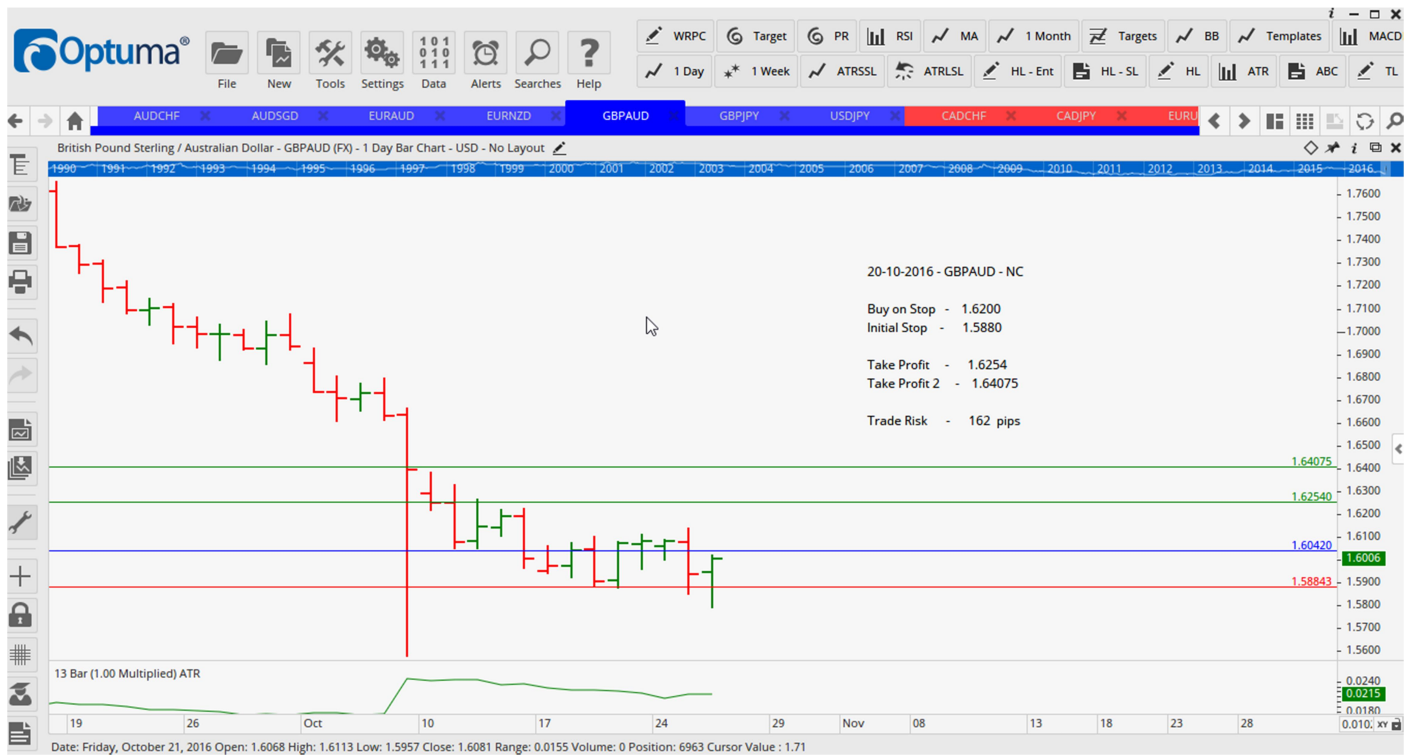 Optuma®
File
New
Tools
Settings
Data
Alerts
Searches
Help
WRPC Target PR RSI MA 1 Month Targets BB Templates MACD
1 Day 1 Week ATRSSL ATRLSL HL - Ent HL - SL HL ATR ABC TL
AUDCHF AUDSGD EURAUD EURNZD GBPAUD GBPJPY USDJPY CADCHF CADJPY EURU
British Pound Sterling / Australian Dollar - GBPAUD (FX) - 1 Day Bar Chart - USD - No Layout
1990 1991 1992 1993 1994 1995 1996 1997 1998 1999 2000 2001 2002 2003 2004 2005 2006 2007 2008 2009 2010 2011 2012 2013 2014 2015 2016
20-10-2016 - GBPAUD - NC
Buy on Stop - 1.6200
Initial Stop - 1.5880
Take Profit - 1.6254
Take Profit 2 - 1.64075
Trade Risk - 162 pips
1.64075
1.62540
1.60420
1.58843
1.7600
1.7500
1.7400
1.7300
1.7200
1.7100
1.7000
1.6900
1.6800
1.6700
1.6600
1.6500
1.6400
1.6300
1.6200
1.6100
1.6006
1.5900
1.5800
1.5700
1.5600
13 Bar (1.00 Multiplied) ATR
0.0240
0.0215
0.0180
19 26 Oct 10 17 24 29 Nov 08 13 18 23 28
0.010. XY
Date: Friday, October 21, 2016 Open: 1.6068 High: 1.6113 Low: 1.5957 Close: 1.6081 Range: 0.0155 Volume: 0 Position: 6963 Cursor Value : 1.71